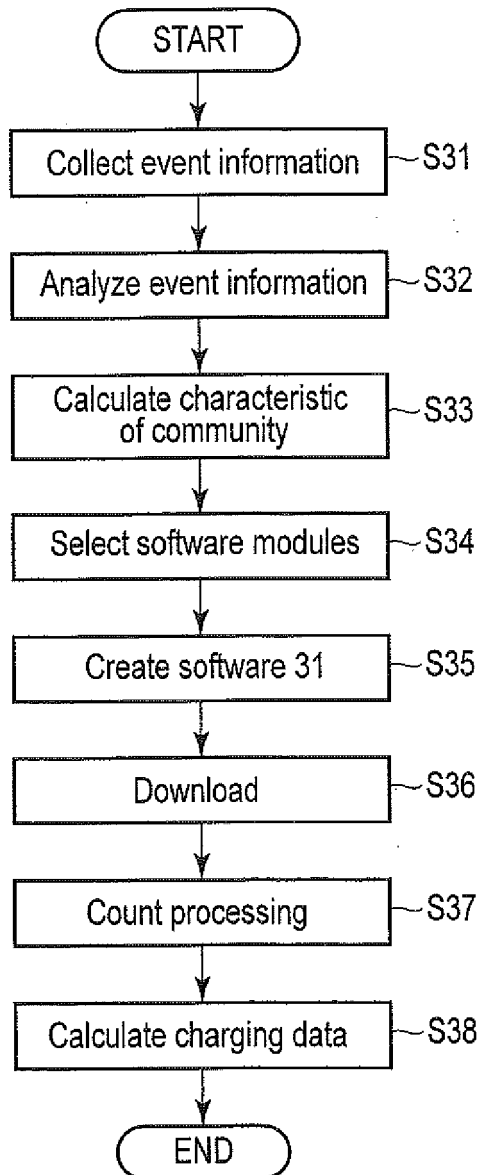 START
Collect event information S31
Analyze event information S32
Calculate characteristic
of community S33
Select software modules S34
Create software 31 S35
Download S36
Count processing S37
Calculate charging data S38
END